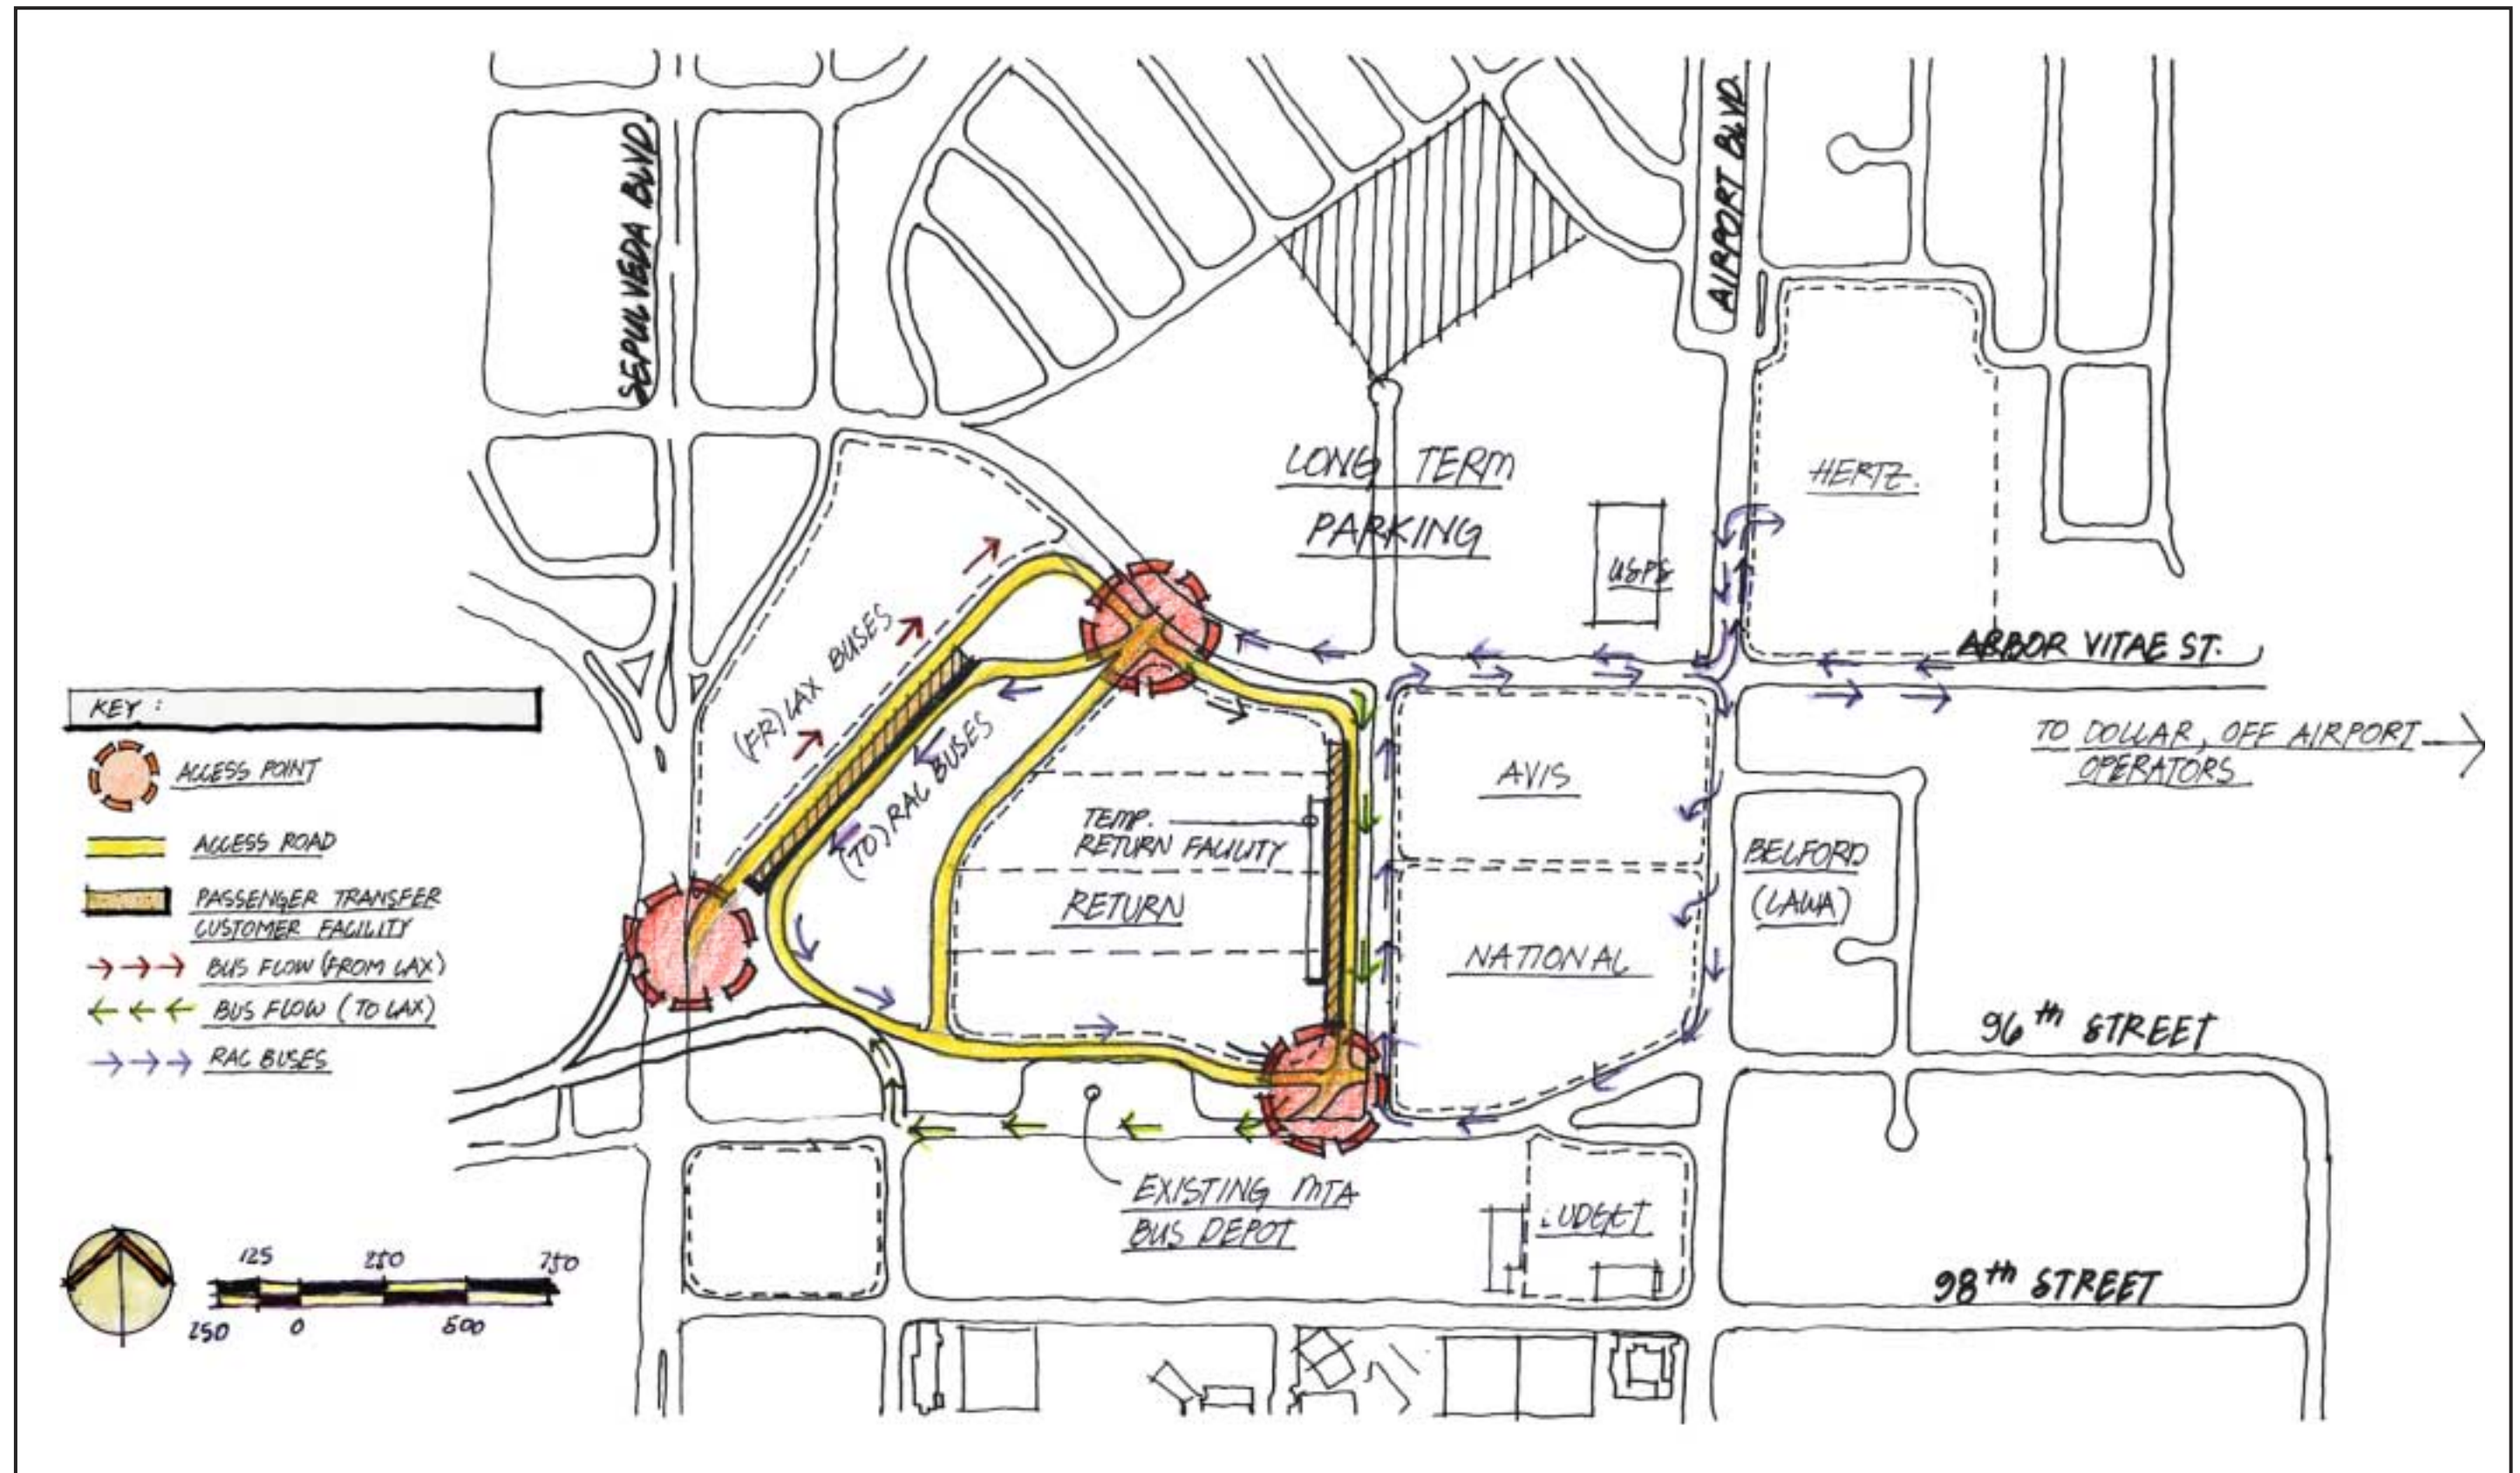 SEPULVEDA BLVD.
AIRPORT BLVD.
LONG TERM
PARKING
HERTZ.
USPS
ARBOR VITAE ST.
(FR) LAX BUSES
(TO) RAC BUSES
TO DOLLAR, OFF AIRPORT
OPERATORS
AVIS
TEMP.
RETURN FACILITY
RETURN
BELFORD
(LAWA)
NATIONAL
96th STREET
EXISTING MTA
BUS DEPOT
98th STREET
KEY :
ACCESS POINT
ACCESS ROAD
PASSENGER TRANSFER
CUSTOMER FACILITY
BUS FLOW (FROM LAX)
BUS FLOW (TO LAX)
RAC BUSES
125 250 750
250 0 500